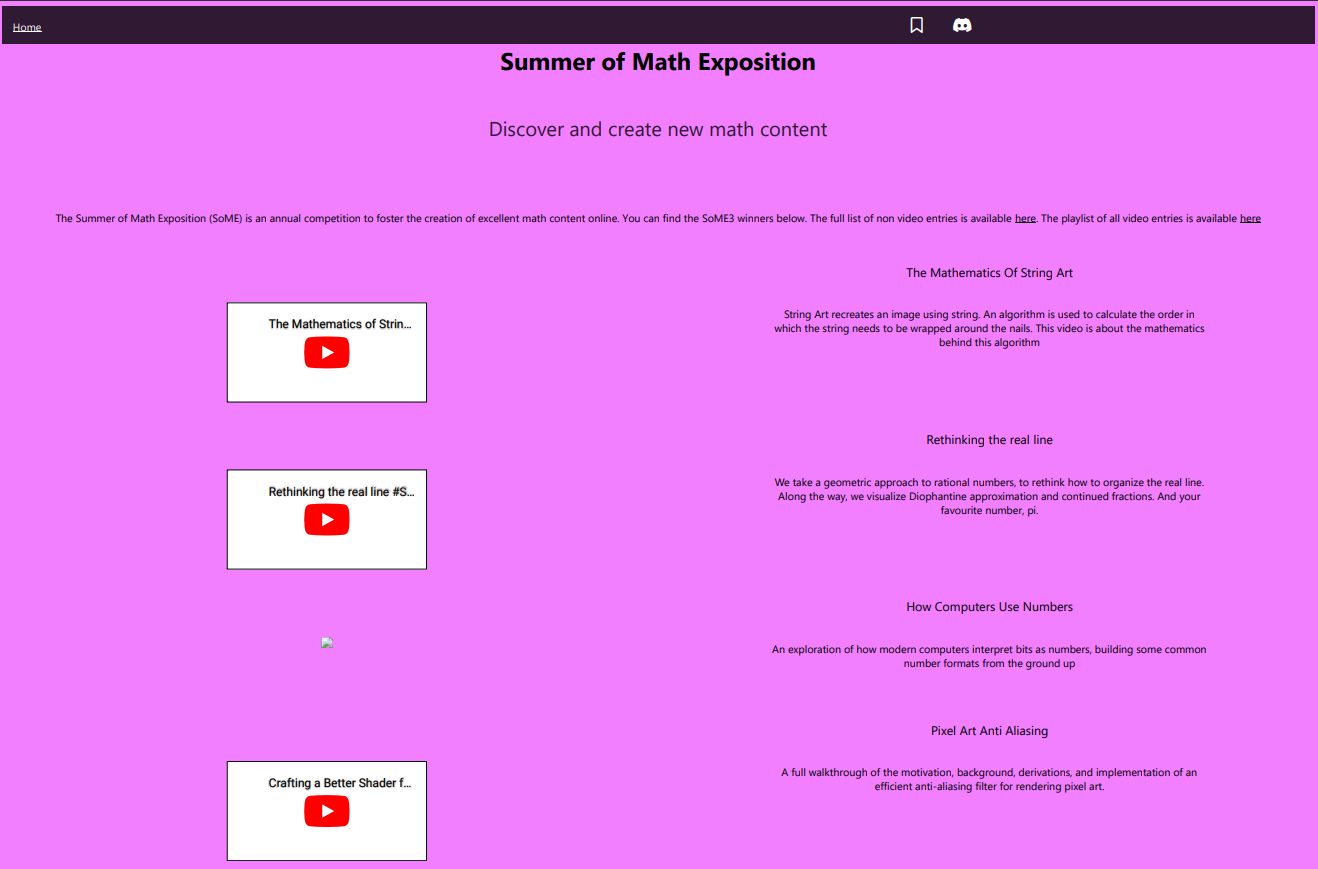 Home
Summer of Math Exposition
Discover and create new math content
The Summer of Math Exposition (SoME) is an annual competition to foster the creation of excellent math content online. You can find the SoME3 winners below. The full list of non video entries is available here. The playlist of all video entries is available here
The Mathematics of Strin...
The Mathematics Of String Art
String Art recreates an image using string. An algorithm is used to calculate the order in
which the string needs to be wrapped around the nails. This video is about the mathematics
behind this algorithm
Rethinking the real line #S...
Rethinking the real line
We take a geometric approach to rational numbers, to rethink how to organize the real line.
Along the way, we visualize Diophantine approximation and continued fractions. And your
favourite number, pi.
How Computers Use Numbers
An exploration of how modern computers interpret bits as numbers, building some common
number formats from the ground up
Crafting a Better Shader f...
Pixel Art Anti Aliasing
A full walkthrough of the motivation, background, derivations, and implementation of an
efficient anti-aliasing filter for rendering pixel art.